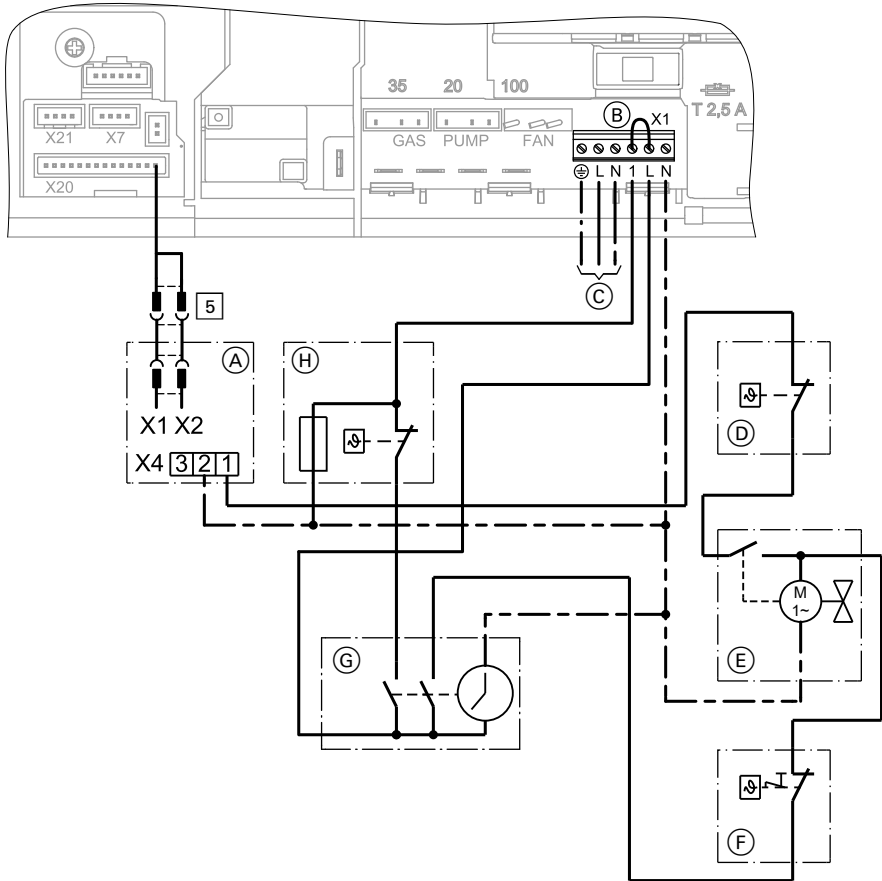 35 20 100
B X1
T 2,5 A
X21 X7
GAS PUMP FAN
X20
L N 1 L N
C
5
A
H
X1 X2
X4 3 2 1
D
M
1~
G
E
F